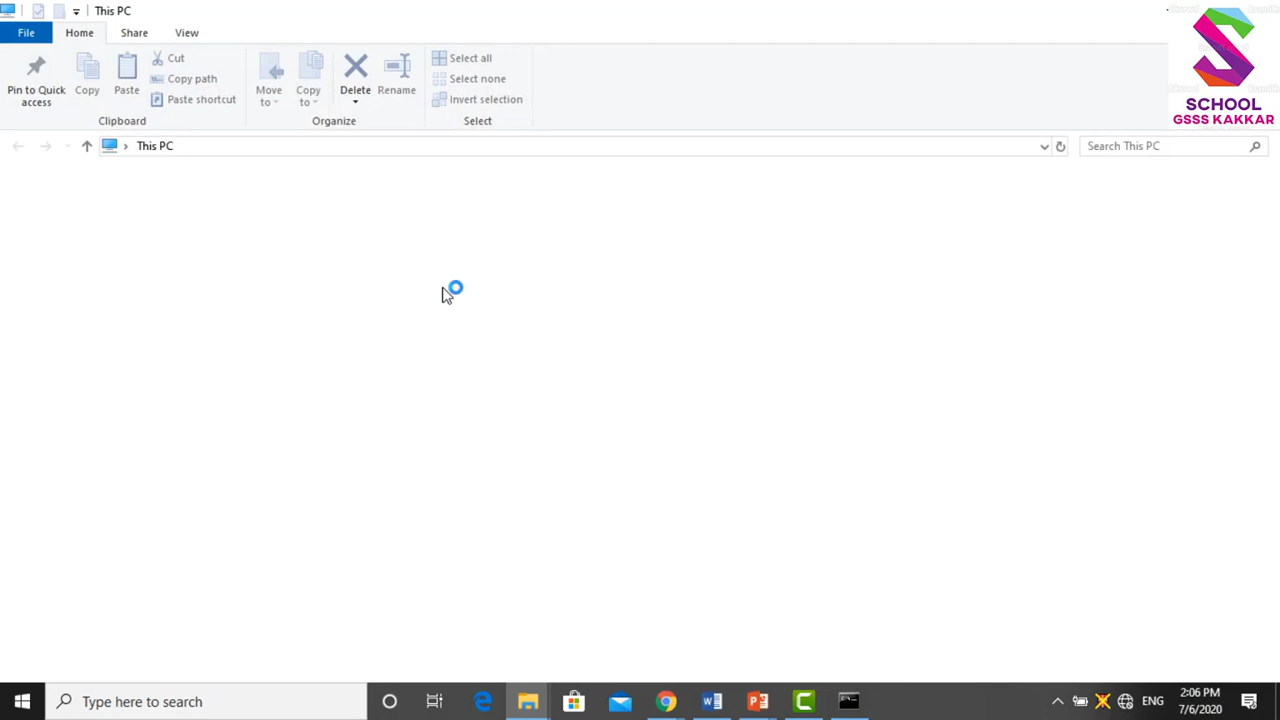 This PC
File Home Share View
Pin to Quick access
Copy
Paste
Cut
Copy path
Paste shortcut
Clipboard
Move to
Copy to
Delete
Rename
Organize
Select all
Select none
Invert selection
Select
SCHOOL
GSSS KAKKAR
This PC
Search This PC
Type here to search
ENG
2:06 PM
7/6/2020